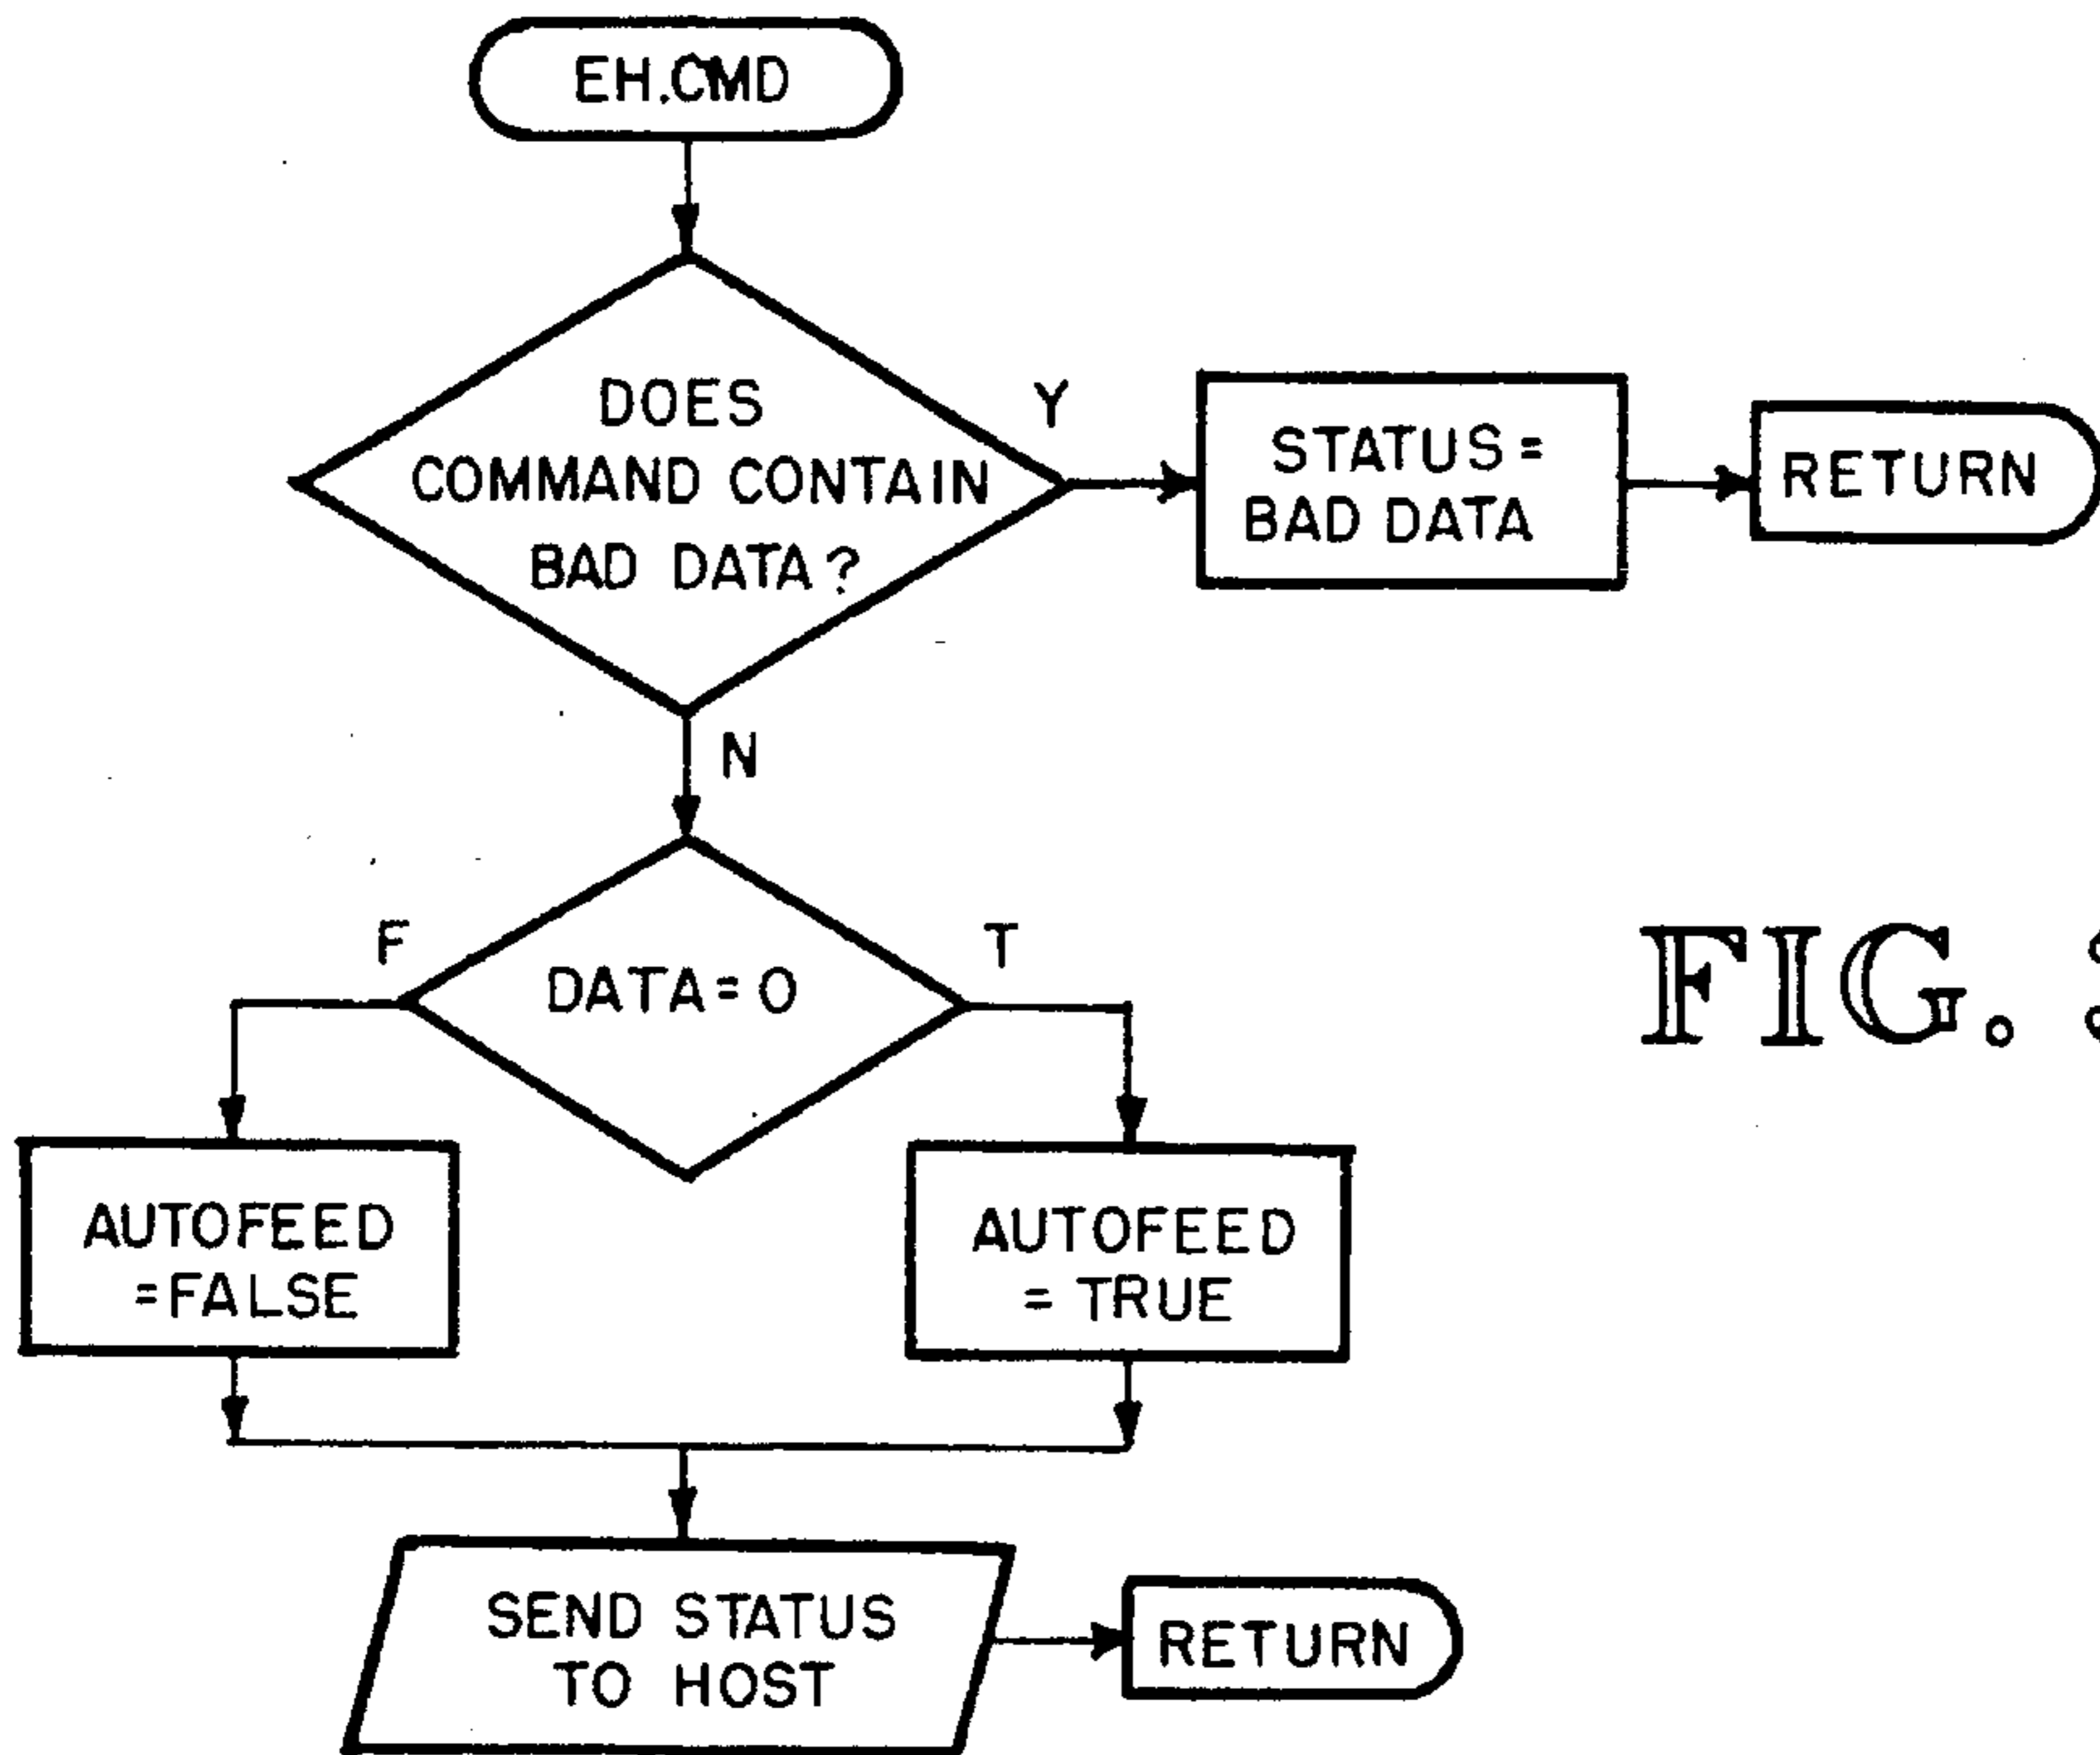 EH.CMD
DOES
COMMAND CONTAIN
BAD DATA?
Y
STATUS=
BAD DATA
RETURN
N
F
DATA=0
T
FIG.
AUTOFEED
=FALSE
AUTOFEED
= TRUE
SEND STATUS
TO HOST
RETURN